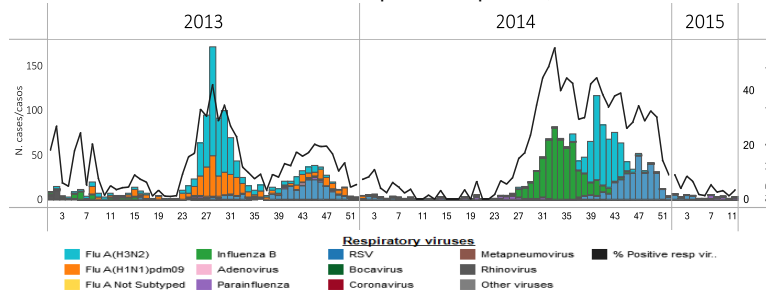 2013 2014 2015
N. cases/casos
150
100
50
0
40
20
0
3 7 11 15 19 23 27 31 35 39 43 47 51 3 7 11 15 19 23 27 31 35 39 43 47 51 3 7 11
Respiratory viruses
Flu A(H3N2) Influenza B RSV Metapneumovirus % Positive resp vir..
Flu A(H1N1)pdm09 Adenovirus Bocavirus Rhinovirus
Flu A Not Subtyped Parainfluenza Coronavirus Other viruses